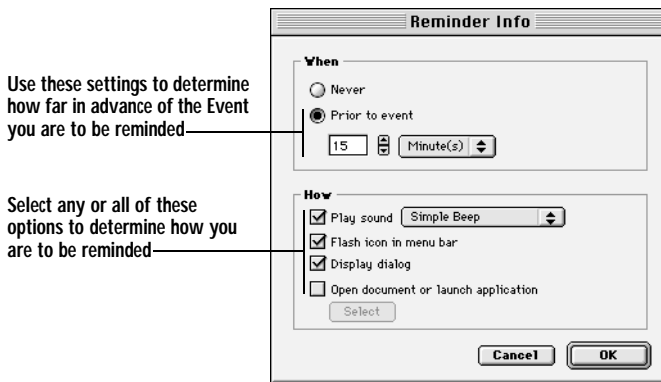 Reminder Info
When
Never
Use these settings to determine
how far in advance of the Event
you are to be reminded
Prior to event
15 Minute(s)
How
Select any or all of these
options to determine how you
are to be reminded
Play sound Simple Beep
Flash icon in menu bar
Display dialog
Open document or launch application
Select
Cancel OK